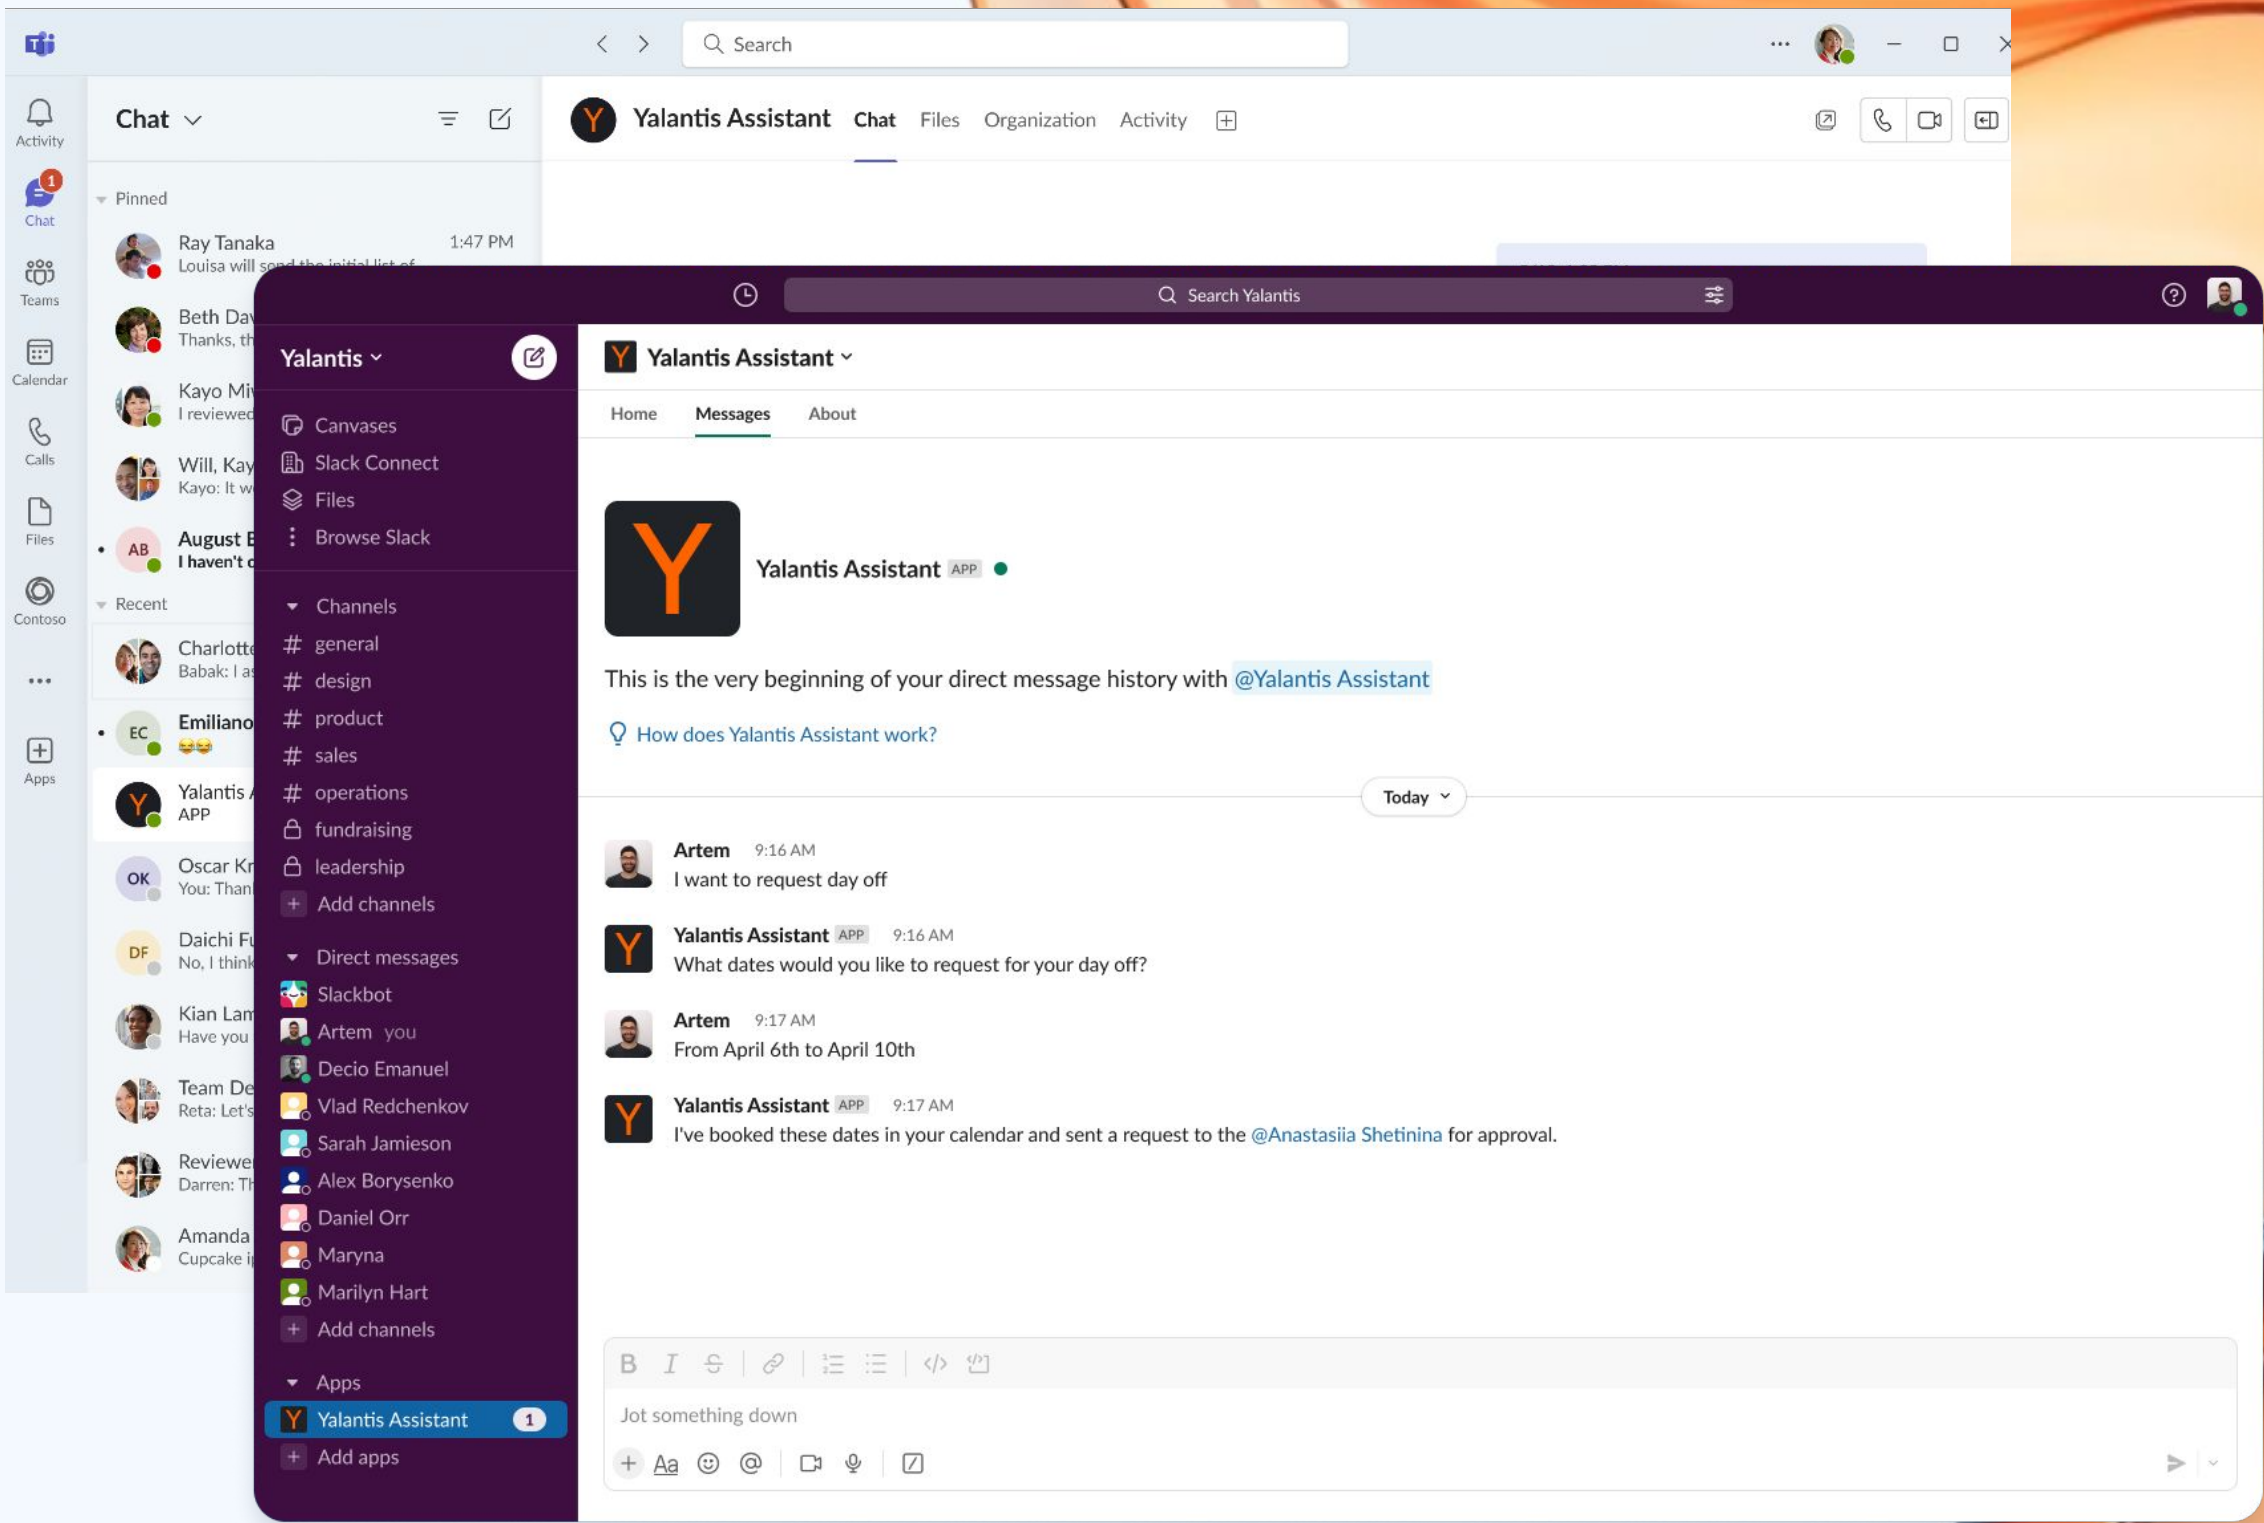 Search
Activity
Chat
1
Teams
Calendar
Calls
Files
Contoso
Apps
Chat
Pinned
Ray Tanaka 1:47 PM
Louisa will send the initial list of
Beth Dav
Thanks, th
Kayo Mi
I reviewed
Will, Kay
Kayo: It w
AB
August B
I haven't
Recent
Charlotte
Babak: I as
EC
Emiliano
😂😂
Y
Yalantis
APP
OK
Oscar Kr
You: Than
DF
Daichi Fu
No, I think
Kian Lam
Have you
Team De
Reta: Let's
Reviewe
Darren: Th
Amanda
Cupcake i
Y Yalantis Assistant Chat Files Organization Activity
Search Yalantis
Yalantis
Canvases
Slack Connect
Files
Browse Slack
Channels
# general
# design
# product
# sales
# operations
fundraising
leadership
+ Add channels
Direct messages
Slackbot
Artem you
Decio Emanuel
Vlad Redchenkov
Sarah Jamieson
Alex Borysenko
Daniel Orr
Maryna
Marilyn Hart
+ Add channels
Apps
Y Yalantis Assistant 1
+ Add apps
Y Yalantis Assistant
Home Messages About
Y
Yalantis Assistant APP
This is the very beginning of your direct message history with @Yalantis Assistant
How does Yalantis Assistant work?
Today
Artem 9:16 AM
I want to request day off
Y
Yalantis Assistant APP 9:16 AM
What dates would you like to request for your day off?
Artem 9:17 AM
From April 6th to April 10th
Y
Yalantis Assistant APP 9:17 AM
I've booked these dates in your calendar and sent a request to the @Anastasiia Shetinina for approval.
B I S
Jot something down
+ Aa @